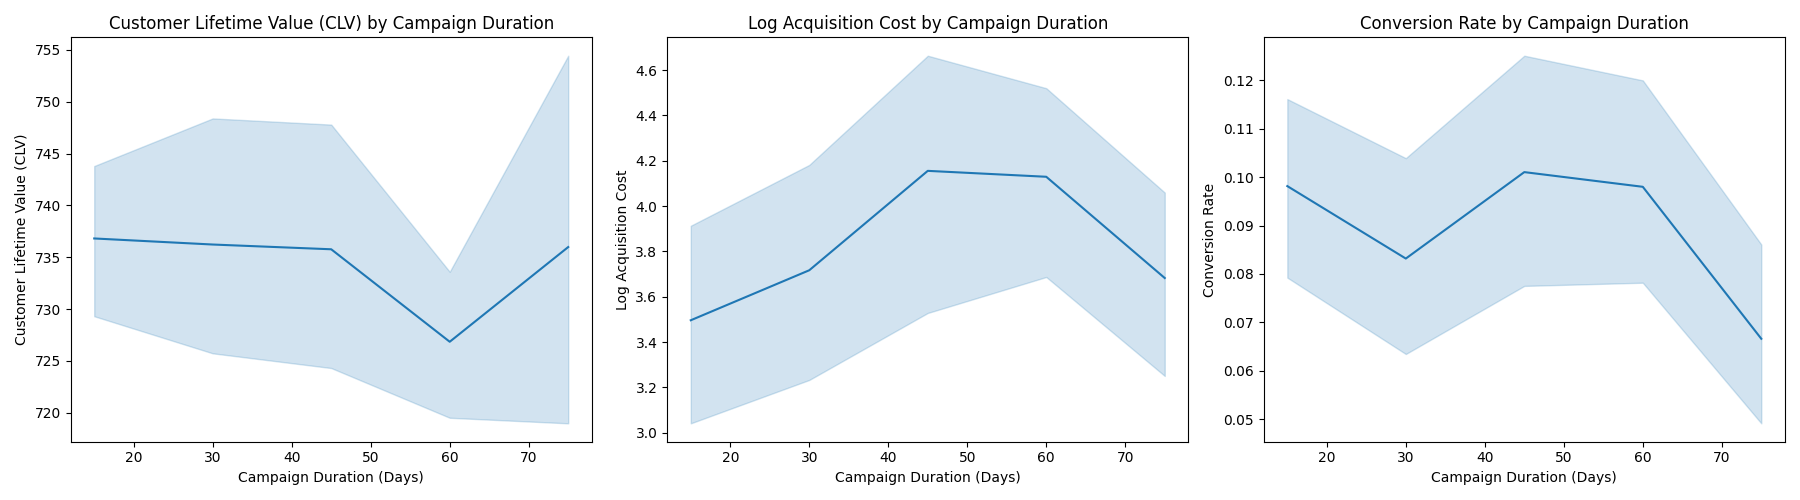 Customer Lifetime Value (CLV) by Campaign Duration
755
750
745
740
735
730
725
720
Customer Lifetime Value (CLV)
20 30 40 50 60 70
Campaign Duration (Days)
Log Acquisition Cost by Campaign Duration
4.6
4.4
4.2
4.0
3.8
3.6
3.4
3.2
3.0
Log Acquisition Cost
20 30 40 50 60 70
Campaign Duration (Days)
Conversion Rate by Campaign Duration
0.12
0.11
0.10
0.09
0.08
0.07
0.06
0.05
Conversion Rate
20 30 40 50 60 70
Campaign Duration (Days)